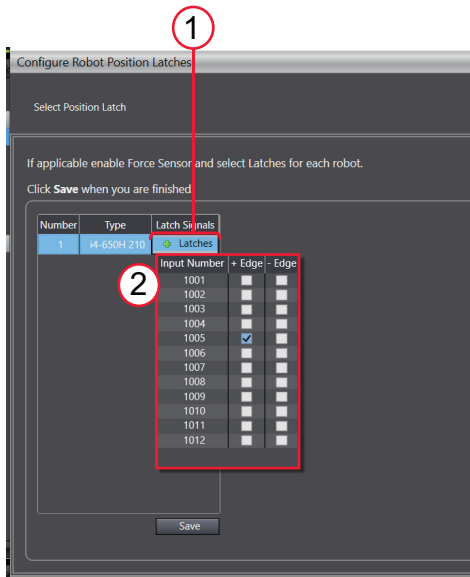 1
Configure Robot Position Latches
Select Position Latch
If applicable enable Force Sensor and select Latches for each robot.
Click Save when you are finished.
Number Type Latch Signals
1 i4-650H 210 Latches
Input Number + Edge - Edge
2
1001
1002
1003
1004
1005
1006
1007
1008
1009
1010
1011
1012
Save